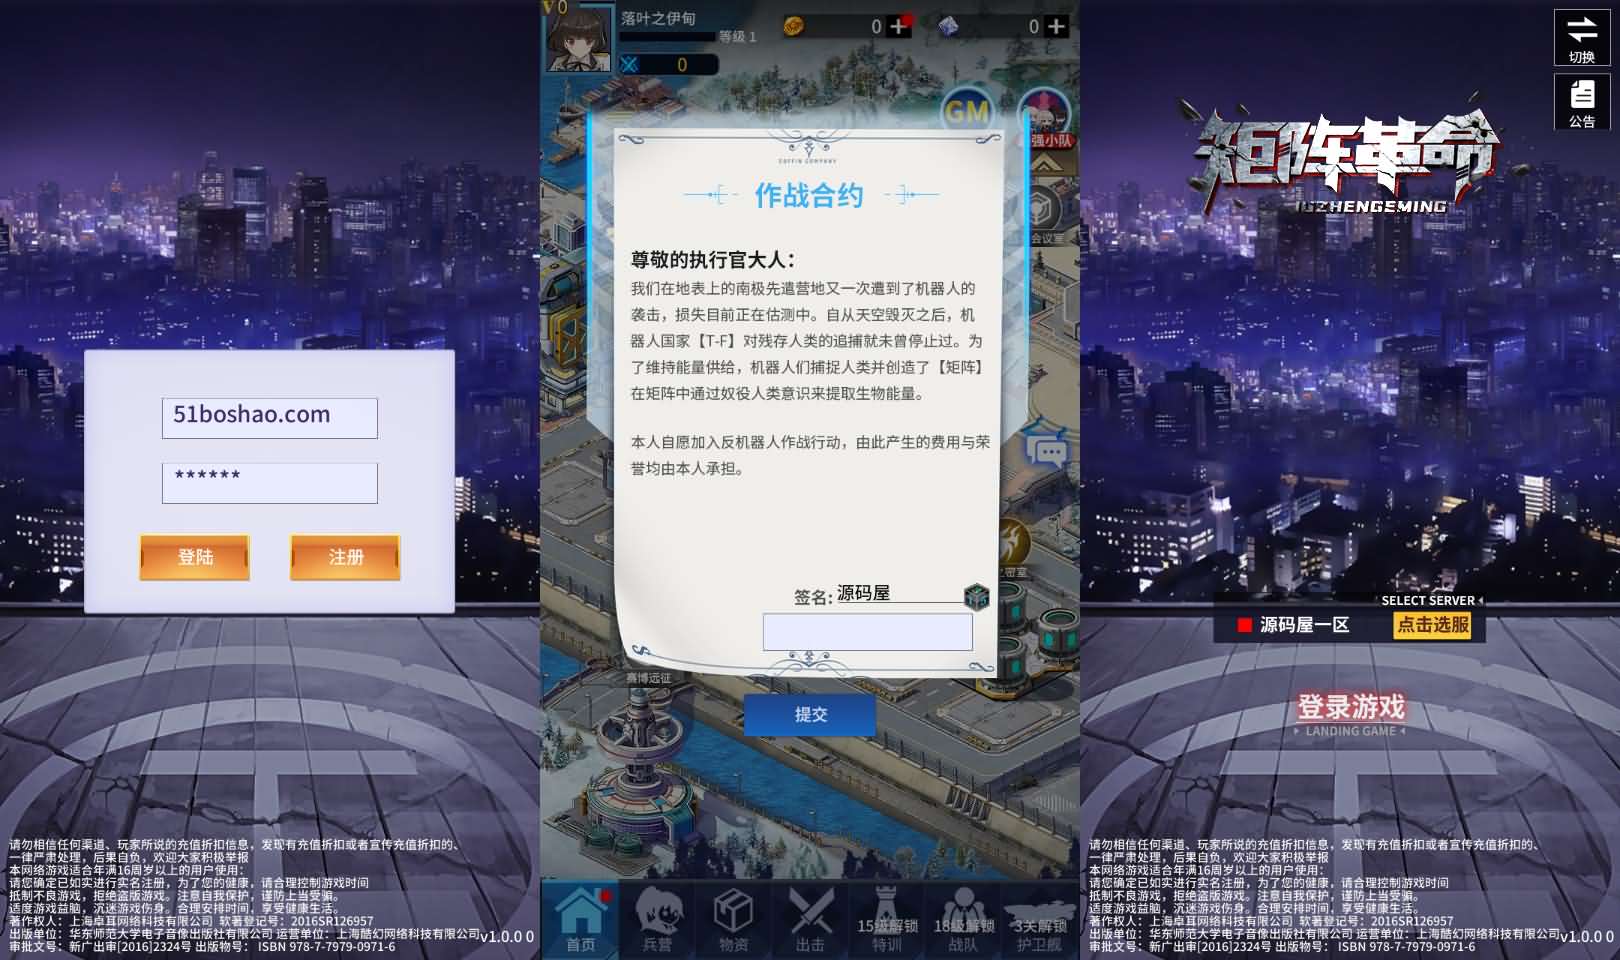 51boshao.com
******
登陆
注册
请勿相信任何渠道、玩家所说的充值折扣信息，发现有充值折扣或者宣传充值折扣的、
一律严肃处理，后果自负，欢迎大家积极举报
本网络游戏适合年满16周岁以上的用户使用：
请您确定已如实进行实名注册，为了您的健康，请合理控制游戏时间
抵制不良游戏，拒绝盗版游戏。注意自我保护，谨防上当受骗。
适度游戏益脑，沉迷游戏伤身。合理安排时间，享受健康生活。
著作权人：上海卓耳网络科技有限公司 软著登记号：2016SR126957
出版单位：华东师范大学电子音像出版社有限公司 运营单位：上海酷幻网络科技有限公司
审批文号：新广出审[2016]2324号 出版物号： ISBN 978-7-7979-0971-6
v1.0.0 0
V0
落叶之伊甸
等级 1
0
0
0
GM
强小队
会议室
COFFIN COMPANY
作战合约
尊敬的执行官大人：
我们在地表上的南极先遣营地又一次遭到了机器人的
袭击，损失目前正在估测中。自从天空毁灭之后，机
器人国家【T-F】对残存人类的追捕就未曾停止过。为
了维持能量供给，机器人们捕捉人类并创造了【矩阵】
在矩阵中通过奴役人类意识来提取生物能量。
本人自愿加入反机器人作战行动，由此产生的费用与荣
誉均由本人承担。
签名: 源码屋
密室
赛博远征
提交
首页
兵营
物资
出击
15级解锁
特训
18级解锁
战队
3关解锁
护卫舰
切换
公告
矩阵革命
JUZHENGEMING
SELECT SERVER
源码屋一区
点击选服
登录游戏
LANDING GAME
请勿相信任何渠道、玩家所说的充值折扣信息，发现有充值折扣或者宣传充值折扣的、
一律严肃处理，后果自负，欢迎大家积极举报
本网络游戏适合年满16周岁以上的用户使用：
请您确定已如实进行实名注册，为了您的健康，请合理控制游戏时间
抵制不良游戏，拒绝盗版游戏。注意自我保护，谨防上当受骗。
适度游戏益脑，沉迷游戏伤身。合理安排时间，享受健康生活。
著作权人：上海卓耳网络科技有限公司 软著登记号：2016SR126957
出版单位：华东师范大学电子音像出版社有限公司 运营单位：上海酷幻网络科技有限公司
审批文号：新广出审[2016]2324号 出版物号： ISBN 978-7-7979-0971-6
v1.0.0 0